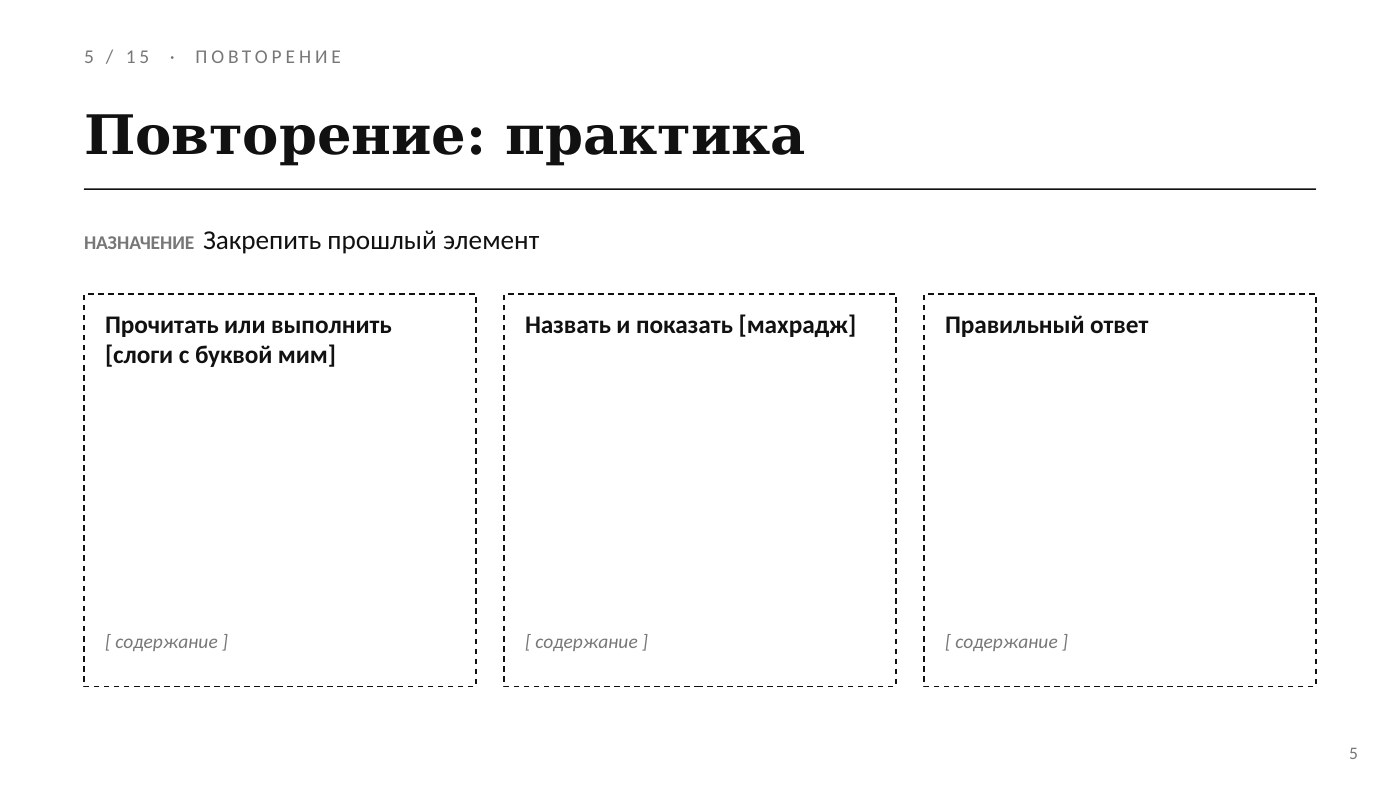 5 / 15 · ПОВТОРЕНИЕ
Повторение: практика
НАЗНАЧЕНИЕ Закрепить прошлый элемент
Прочитать или выполнить
[слоги с буквой мим]
[ содержание ]
Назвать и показать [махрадж]
[ содержание ]
Правильный ответ
[ содержание ]
5